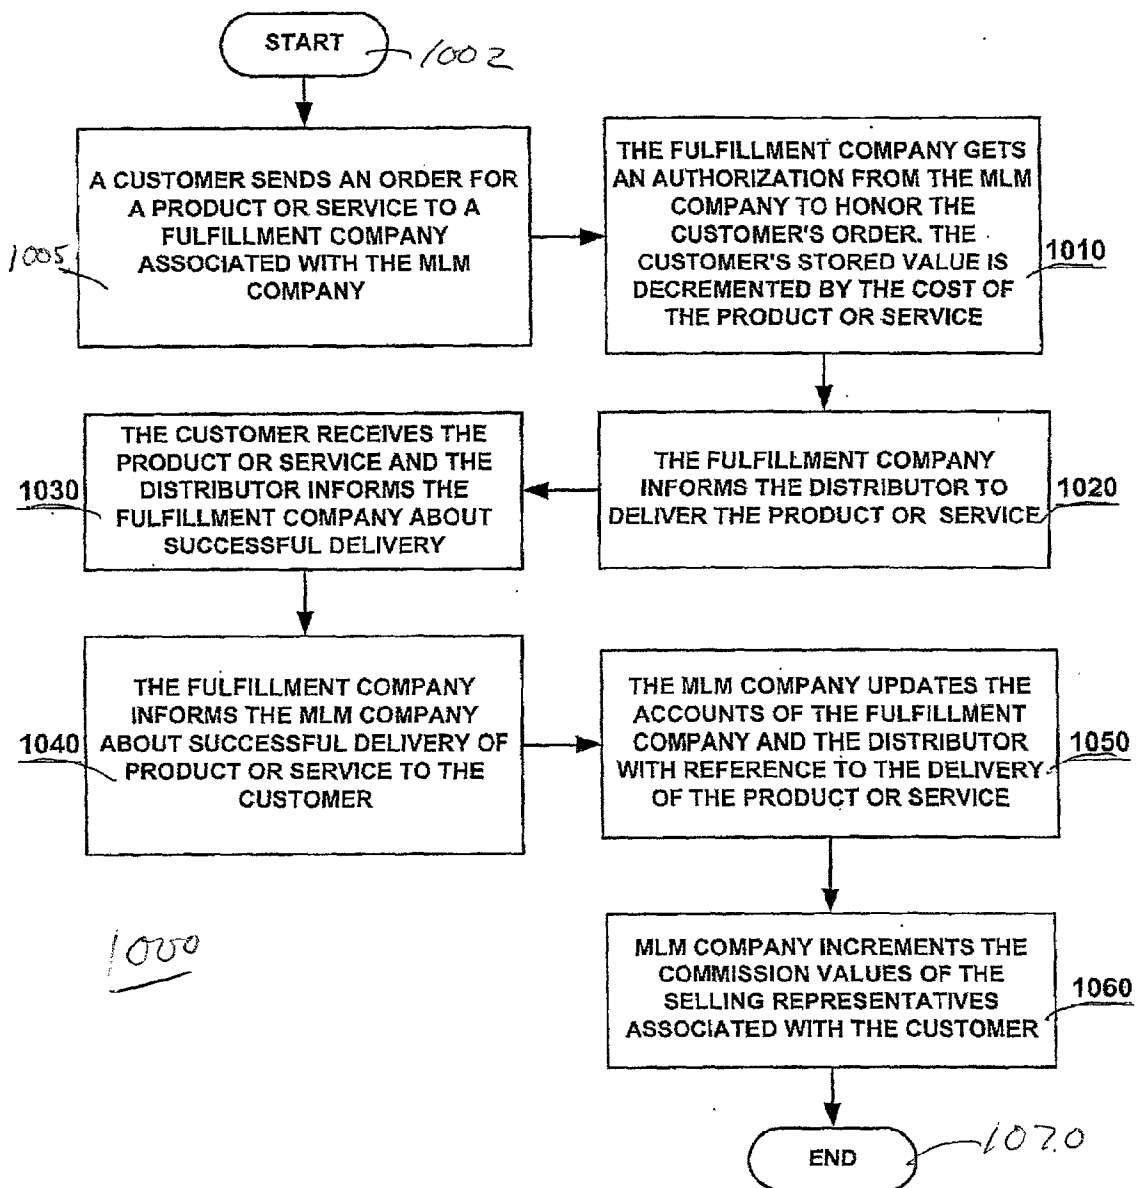 START
1002
A CUSTOMER SENDS AN ORDER FOR
A PRODUCT OR SERVICE TO A
FULFILLMENT COMPANY
ASSOCIATED WITH THE MLM
COMPANY
1005
THE FULFILLMENT COMPANY GETS
AN AUTHORIZATION FROM THE MLM
COMPANY TO HONOR THE
CUSTOMER'S ORDER. THE
CUSTOMER'S STORED VALUE IS
DECREMENTED BY THE COST OF
THE PRODUCT OR SERVICE
1010
THE FULFILLMENT COMPANY
INFORMS THE DISTRIBUTOR TO
DELIVER THE PRODUCT OR SERVICE
1020
THE CUSTOMER RECEIVES THE
PRODUCT OR SERVICE AND THE
DISTRIBUTOR INFORMS THE
FULFILLMENT COMPANY ABOUT
SUCCESSFUL DELIVERY
1030
THE FULFILLMENT COMPANY
INFORMS THE MLM COMPANY
ABOUT SUCCESSFUL DELIVERY OF
PRODUCT OR SERVICE TO THE
CUSTOMER
1040
THE MLM COMPANY UPDATES THE
ACCOUNTS OF THE FULFILLMENT
COMPANY AND THE DISTRIBUTOR
WITH REFERENCE TO THE DELIVERY
OF THE PRODUCT OR SERVICE
1050
MLM COMPANY INCREMENTS THE
COMMISSION VALUES OF THE
SELLING REPRESENTATIVES
ASSOCIATED WITH THE CUSTOMER
1060
1000
END
1070